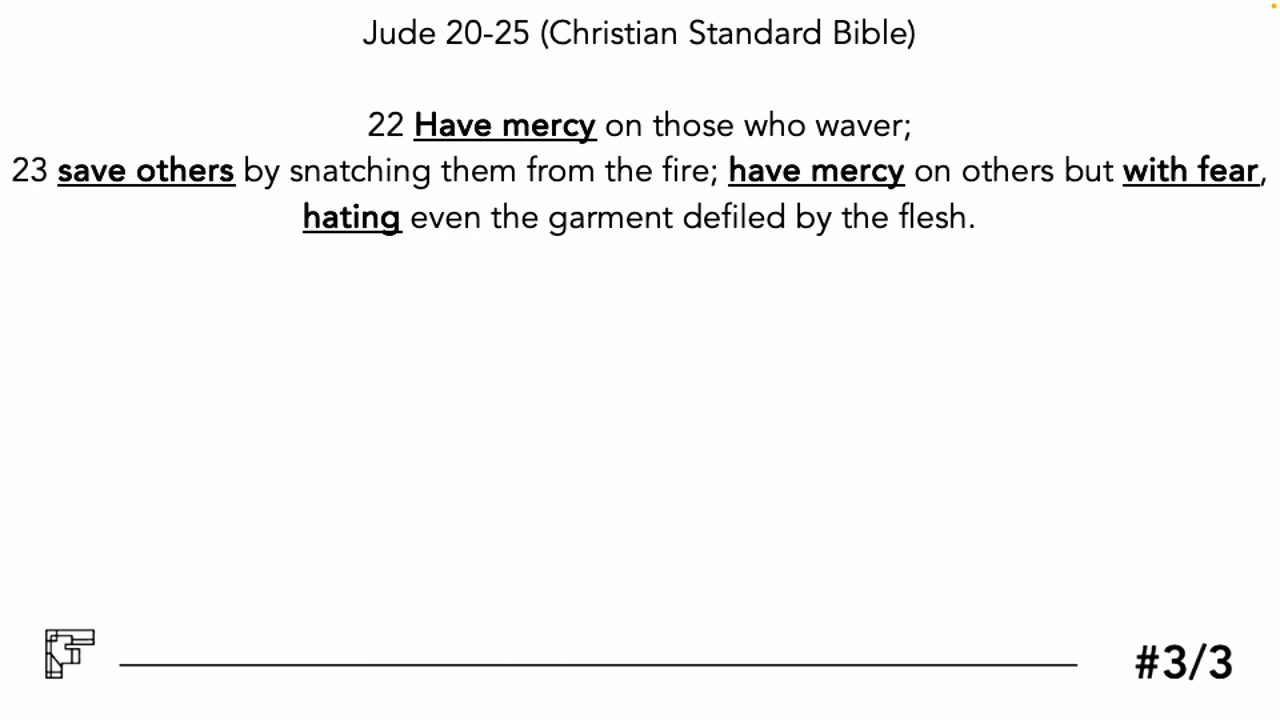 Jude 20-25 (Christian Standard Bible)
22 Have mercy on those who waver;
23 save others by snatching them from the fire; have mercy on others but with fear,
hating even the garment defiled by the flesh.
#3/3